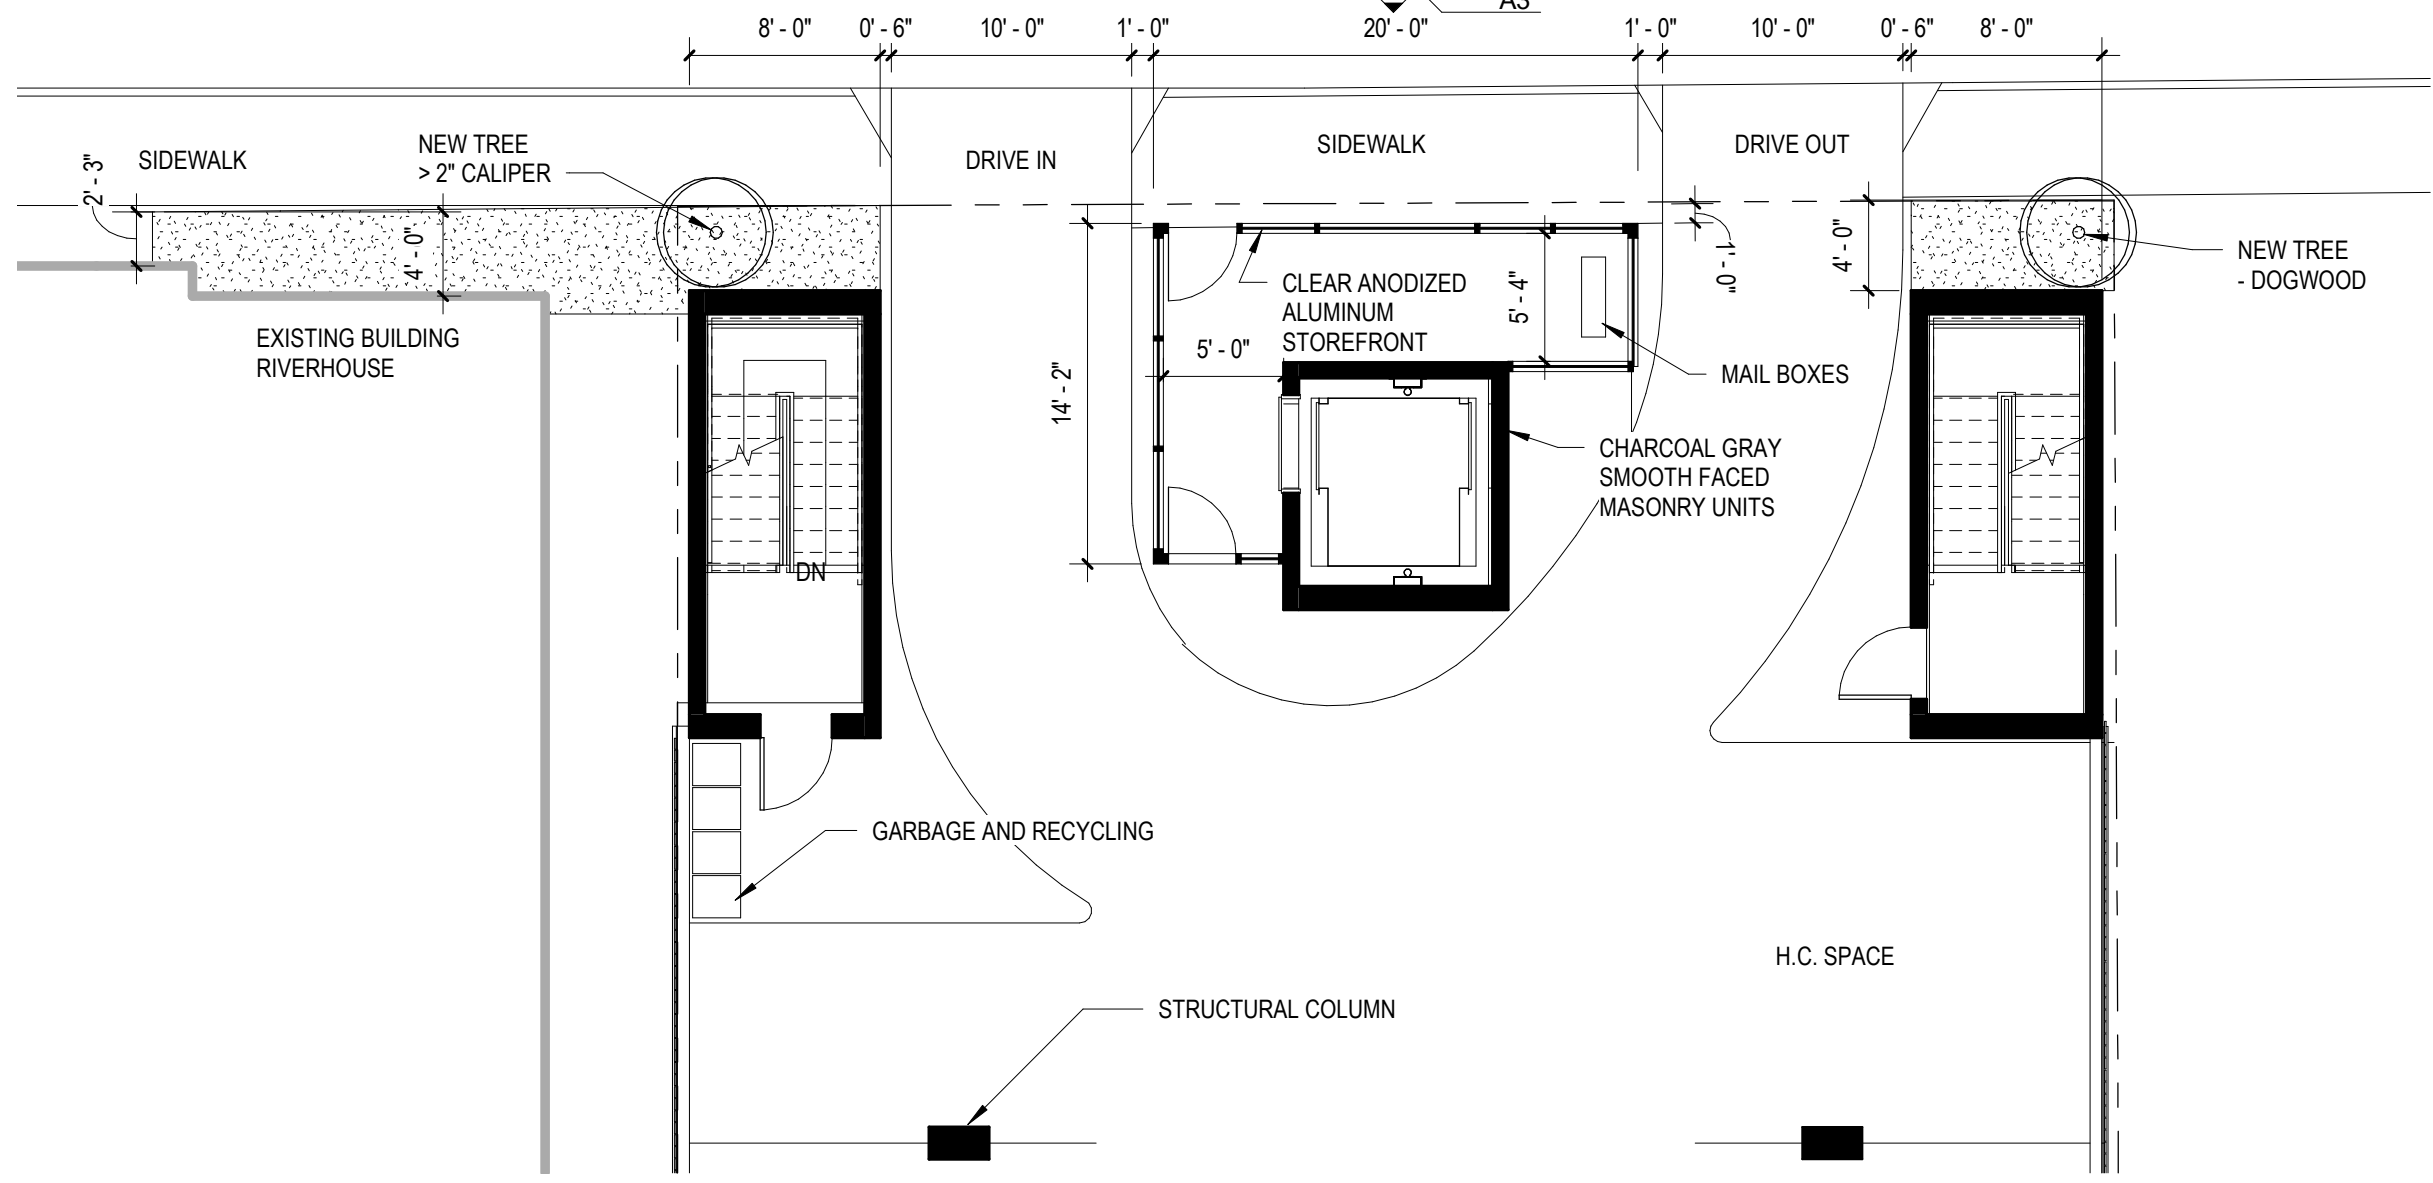 A3
8' - 0"
0' - 6"
10' - 0"
1' - 0"
20' - 0"
1' - 0"
10' - 0"
0' - 6"
8' - 0"
SIDEWALK
NEW TREE
> 2" CALIPER
DRIVE IN
SIDEWALK
DRIVE OUT
2' - 3"
4' - 0"
1' - 0"
4' - 0"
NEW TREE
- DOGWOOD
CLEAR ANODIZED
ALUMINUM
STOREFRONT
5' - 4"
EXISTING BUILDING
RIVERHOUSE
5' - 0"
14' - 2"
MAIL BOXES
CHARCOAL GRAY
SMOOTH FACED
MASONRY UNITS
DN
GARBAGE AND RECYCLING
H.C. SPACE
STRUCTURAL COLUMN